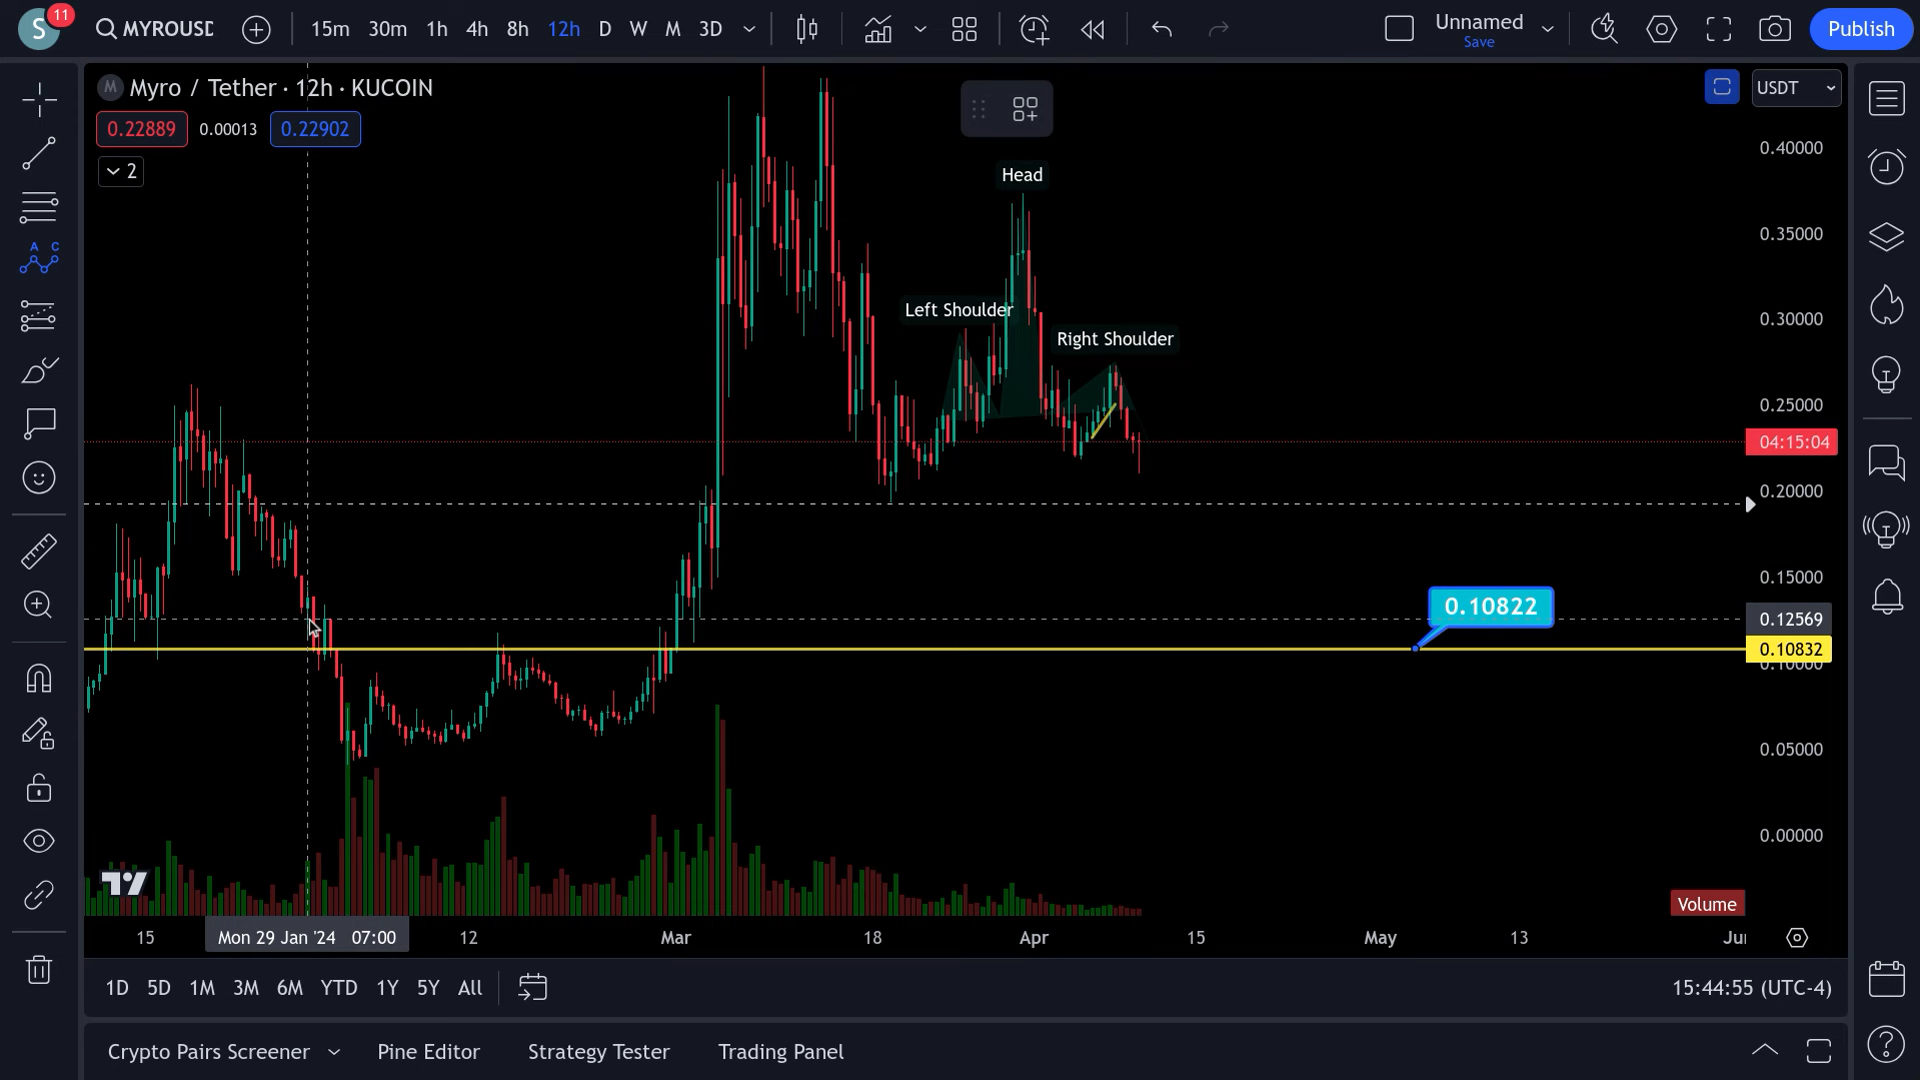 S 11 MYROUSD 15m 30m 1h 4h 8h 12h D W M 3D Unnamed Publish
Save
M Myro / Tether · 12h · KUCOIN
USDT
0.22889 0.00013 0.22902
2
Head
Left Shoulder
Right Shoulder
0.40000
0.35000
0.30000
0.25000
04:15:04
0.20000
0.15000
0.10822
0.12569
0.10832
0.10000
0.05000
0.00000
A C
TV
Volume
15 Mon 29 Jan '24 07:00 12 Mar 18 Apr 15 May 13 Jun
1D 5D 1M 3M 6M YTD 1Y 5Y All 15:44:55 (UTC-4)
Crypto Pairs Screener Pine Editor Strategy Tester Trading Panel